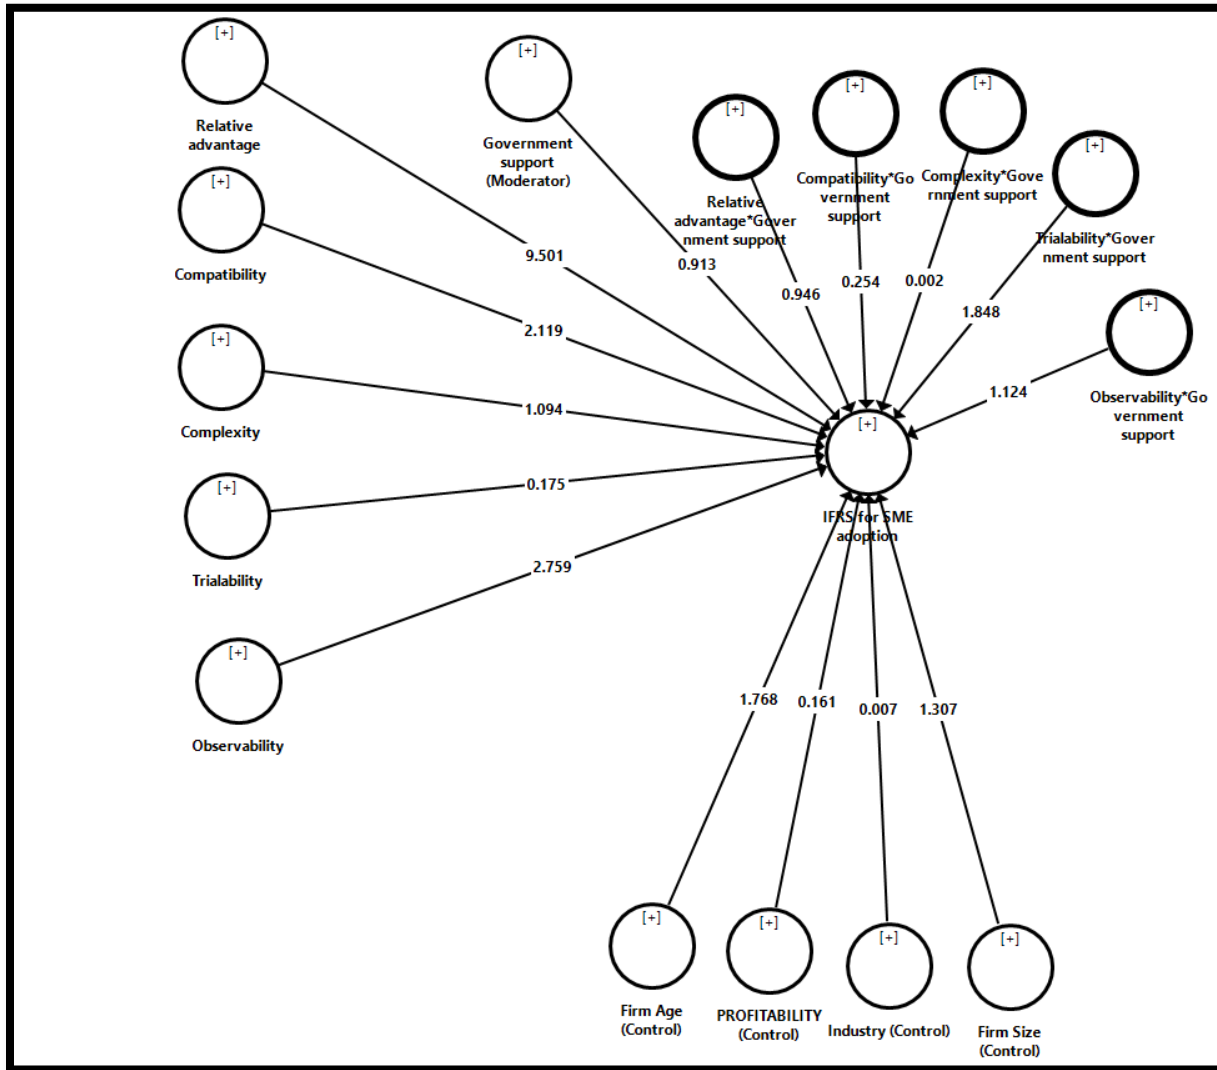 [+]
Relative
advantage
[+]
Compatibility
[+]
Complexity
[+]
Trialability
[+]
Observability
[+]
Government
support
(Moderator)
[+]
Relative
advantage*Gover
nment support
[+]
Compatibility*Go
vernment
support
[+]
Complexity*Gove
rnment support
[+]
Trialability*Gover
nment support
[+]
Observability*Go
vernment
support
9.501
2.119
1.094
0.175
2.759
0.913
0.946
0.254
0.002
1.848
1.124
[+]
IFRS for SME
adoption
1.768
0.161
0.007
1.307
[+]
Firm Age
(Control)
[+]
PROFITABILITY
(Control)
[+]
Industry (Control)
[+]
Firm Size
(Control)